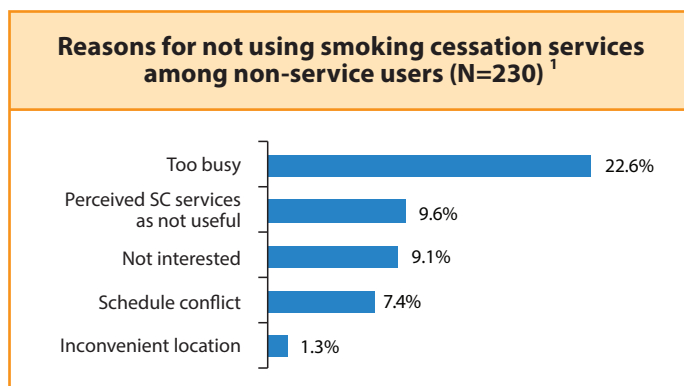 Reasons for not using smoking cessation services
among non-service users (N=230) 1
Too busy
22.6%
Perceived SC services
as not useful
9.6%
Not interested
9.1%
Schedule conflict
7.4%
Inconvenient location
1.3%